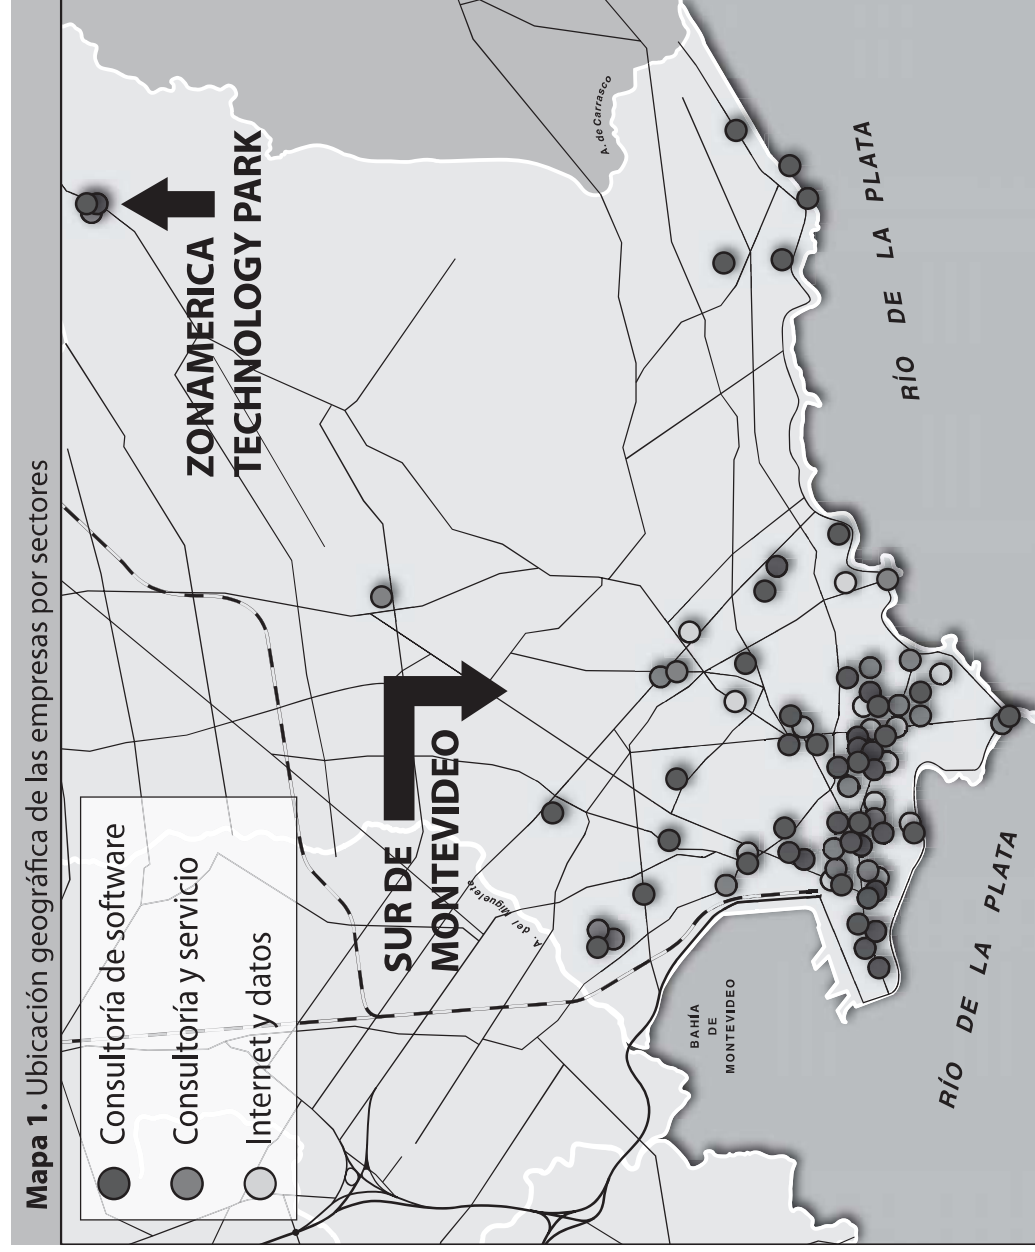 Mapa 1. Ubicación geográfica de las empresas por sectores
Consultoría de software
Consultoría y servicio
Internet y datos
ZONAMERICA
TECHNOLOGY PARK
SUR DE
MONTEVIDEO
A. de Carrasco
A. del Miguelete
BAHÍA
DE
MONTEVIDEO
RÍO DE LA PLATA
RÍO DE LA PLATA